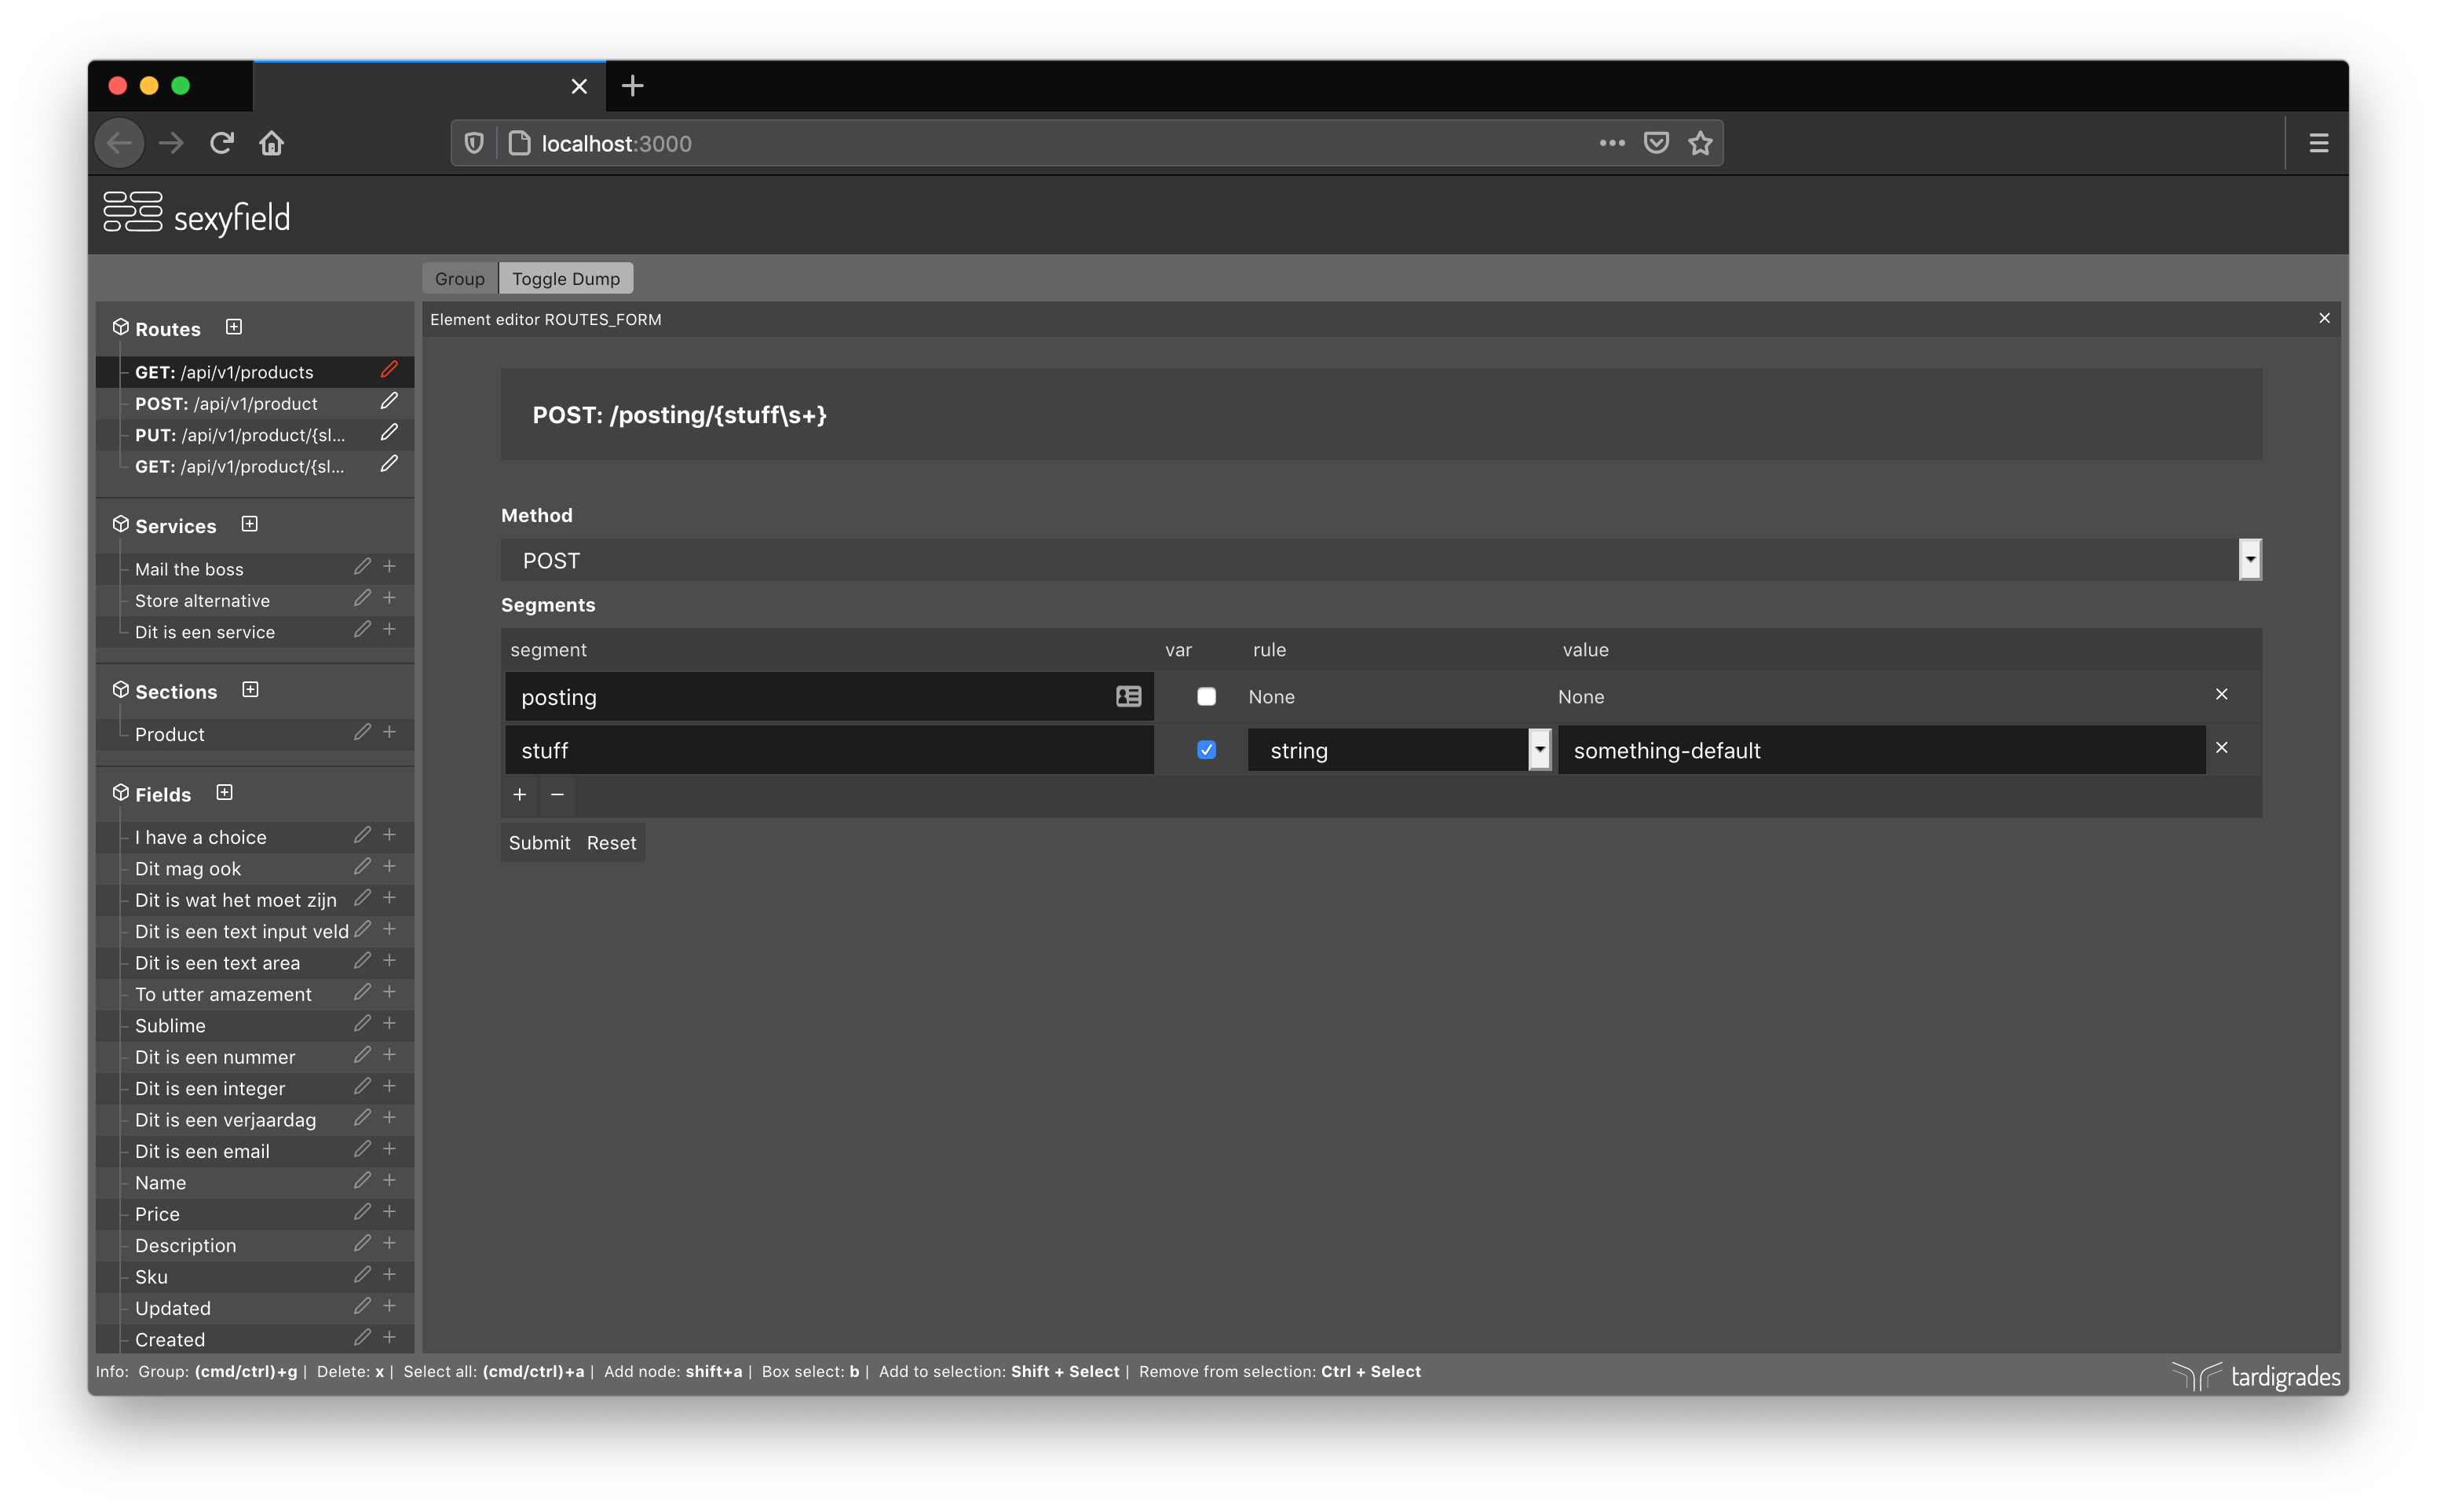 localhost:3000
sexyfield
Group Toggle Dump
Element editor ROUTES_FORM
Routes
GET: /api/v1/products
POST: /api/v1/product
PUT: /api/v1/product/{sl...
GET: /api/v1/product/{sl...
Services
Mail the boss
Store alternative
Dit is een service
Sections
Product
Fields
I have a choice
Dit mag ook
Dit is wat het moet zijn
Dit is een text input veld
Dit is een text area
To utter amazement
Sublime
Dit is een nummer
Dit is een integer
Dit is een verjaardag
Dit is een email
Name
Price
Description
Sku
Updated
Created
POST: /posting/{stuff\s+}
Method
POST
Segments
segment var rule value
posting None None
stuff string something-default
Submit Reset
Info: Group: (cmd/ctrl)+g | Delete: x | Select all: (cmd/ctrl)+a | Add node: shift+a | Box select: b | Add to selection: Shift + Select | Remove from selection: Ctrl + Select
tardigrades